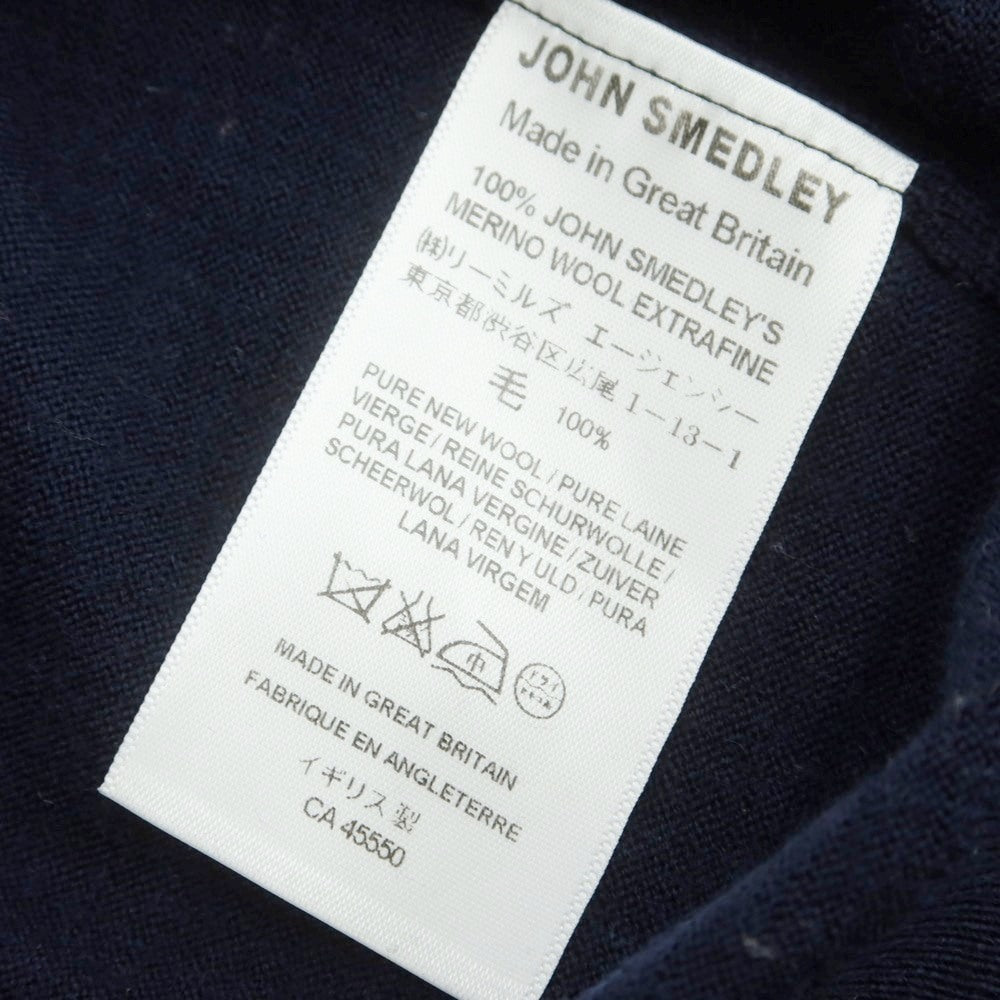 JOHN SMEDLEY
Made in Great Britain
100% JOHN SMEDLEY'S
MERINO WOOL EXTRAFINE
(株)リーミルズ エージェンシー
東京都渋谷区広尾1-13-1
毛 100%
PURE NEW WOOL / PURE LAINE
VIERGE / REINE SCHURWOLLE /
PURA LANA VERGINE / ZUIVER
SCHEERWOL / REN Y ULD / PURA
LANA VIRGEM
中
MADE IN GREAT BRITAIN
FABRIQUE EN ANGLETERRE
イギリス製
CA 45550